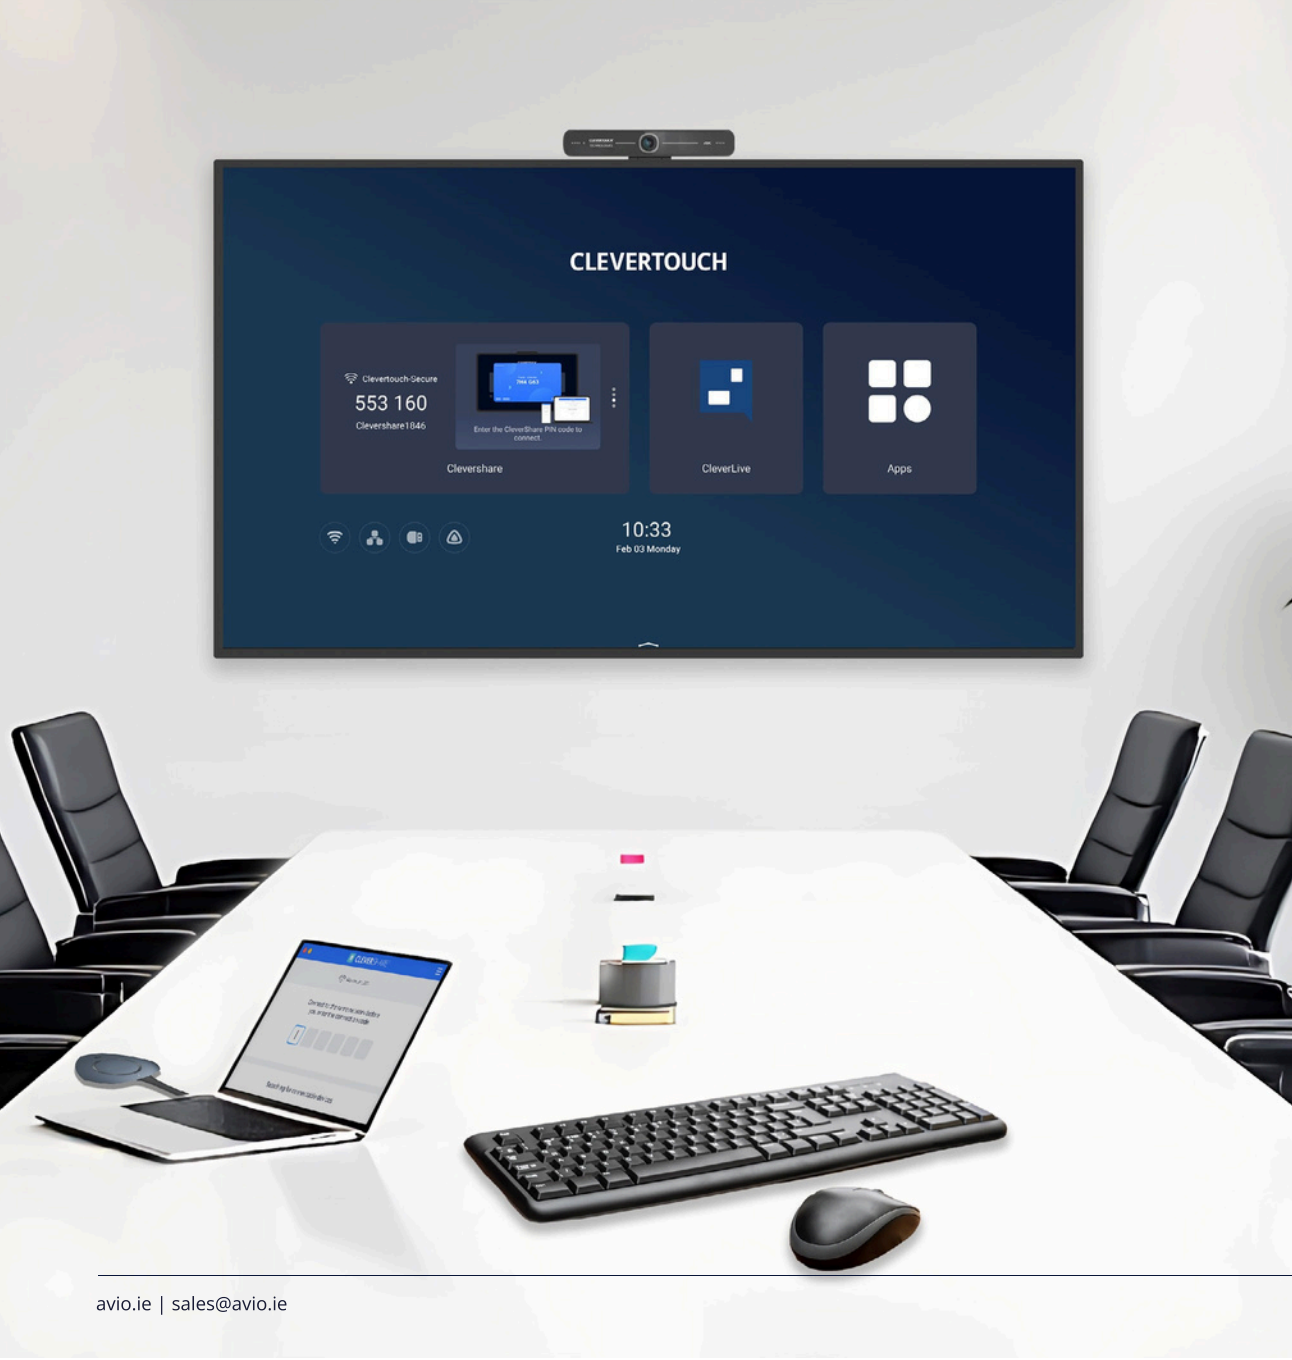 CLEVERTOUCH
Clevertouch-Secure
553 160
Clevershare1846
Enter the CleverShare PIN code to
connect.
Clevershare
CleverLive
Apps
10:33
Feb 03 Monday
CLEVERSHARE
avio.ie | sales@avio.ie